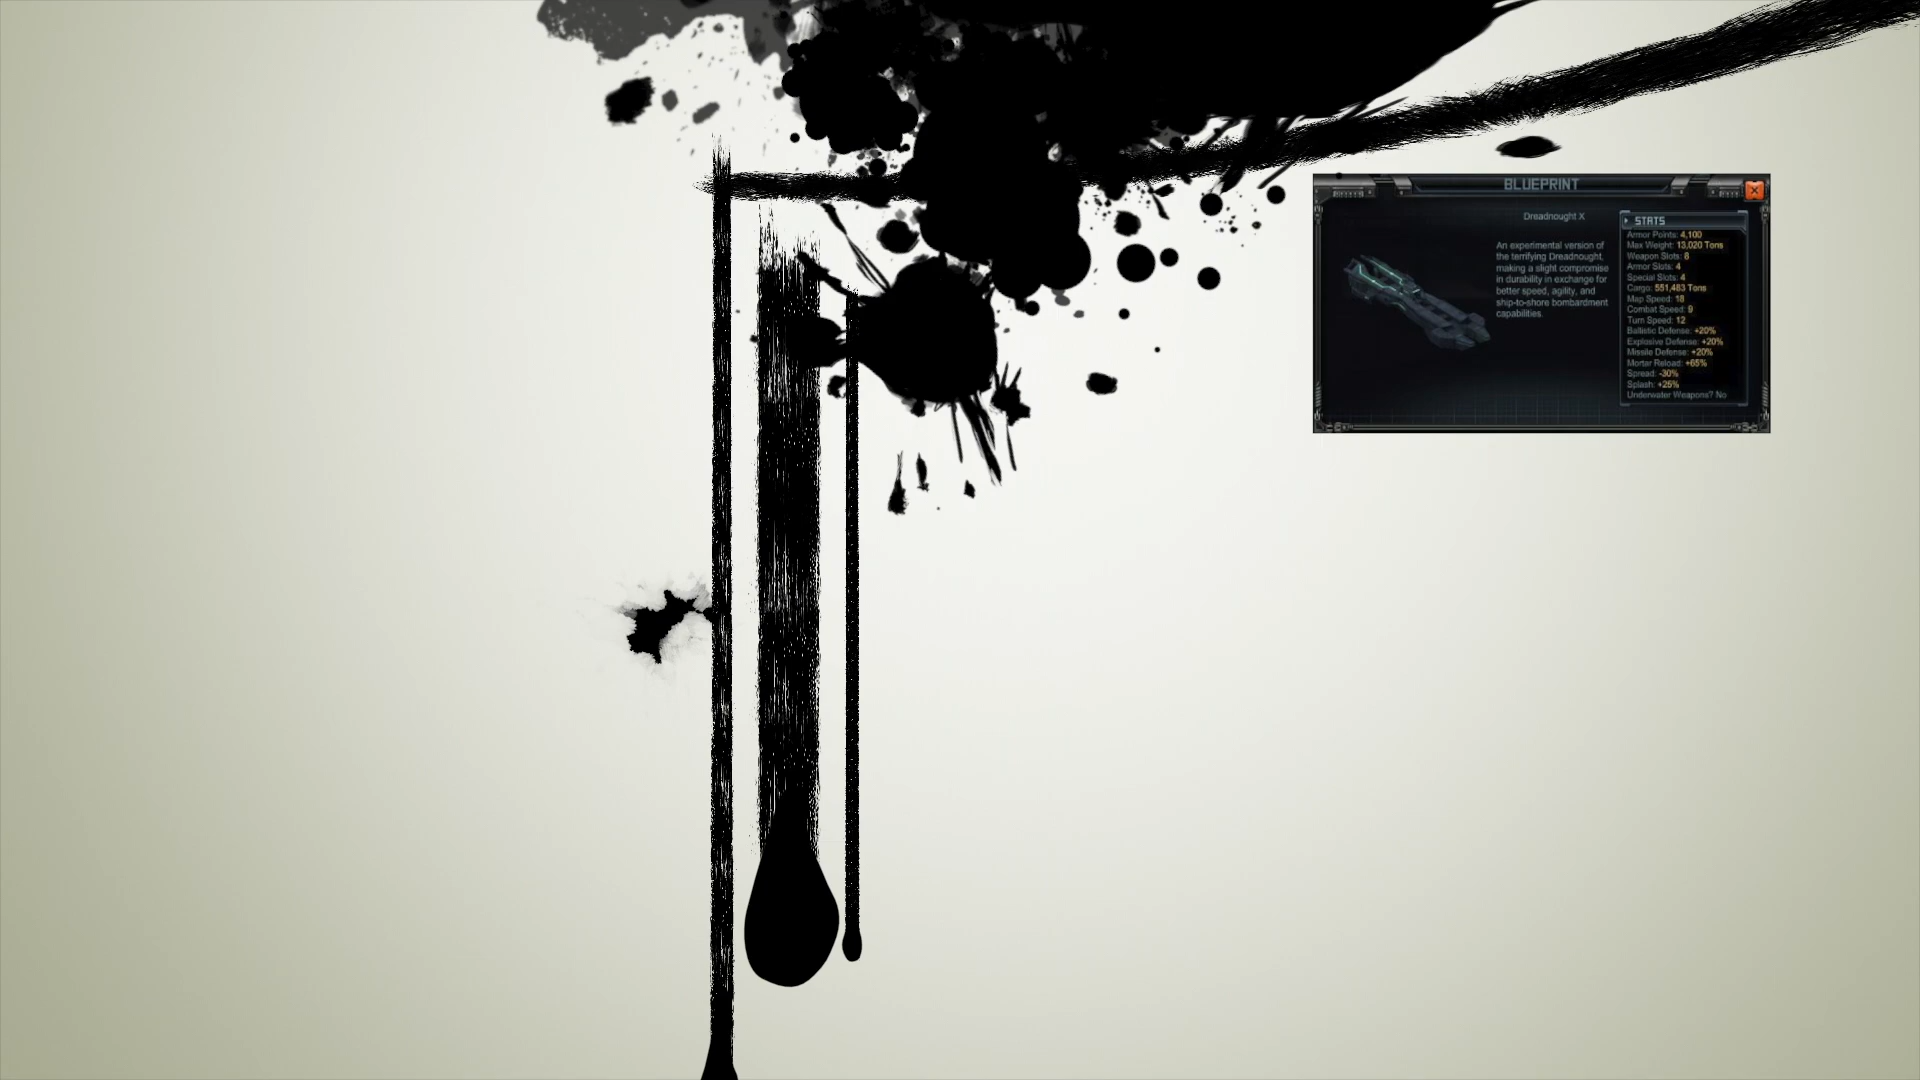 BLUEPRINT
Dreadnought X
An experimental version of
the terrifying Dreadnought,
making a slight compromise
in durability in exchange for
better speed, agility, and
ship-to-shore bombardment
capabilities.
STATS
Armor Points: 4,100
Max Weight: 13,020 Tons
Weapon Slots: 8
Armor Slots: 4
Special Slots: 4
Cargo: 551,483 Tons
Map Speed: 18
Combat Speed: 9
Turn Speed: 12
Ballistic Defense: +20%
Explosive Defense: +20%
Missile Defense: +20%
Mortar Reload: +65%
Spread: -30%
Splash: +25%
Underwater Weapons? No